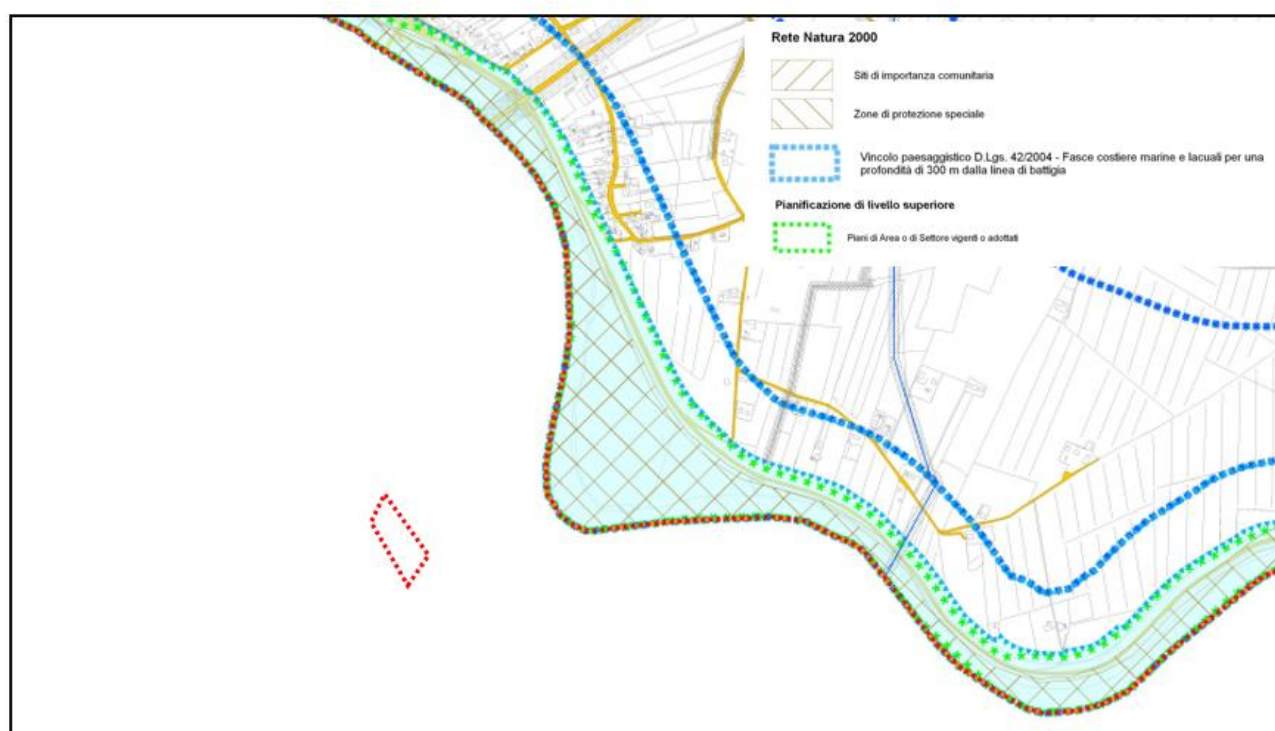 Rete Natura 2000
Siti di importanza comunitaria
Zone di protezione speciale
Vincolo paesaggistico D.Lgs. 42/2004 - Fasce costiere marine e lacuali per una
profondità di 300 m dalla linea di battigia
Pianificazione di livello superiore
Piani di Area o di Settore vigenti o adottati